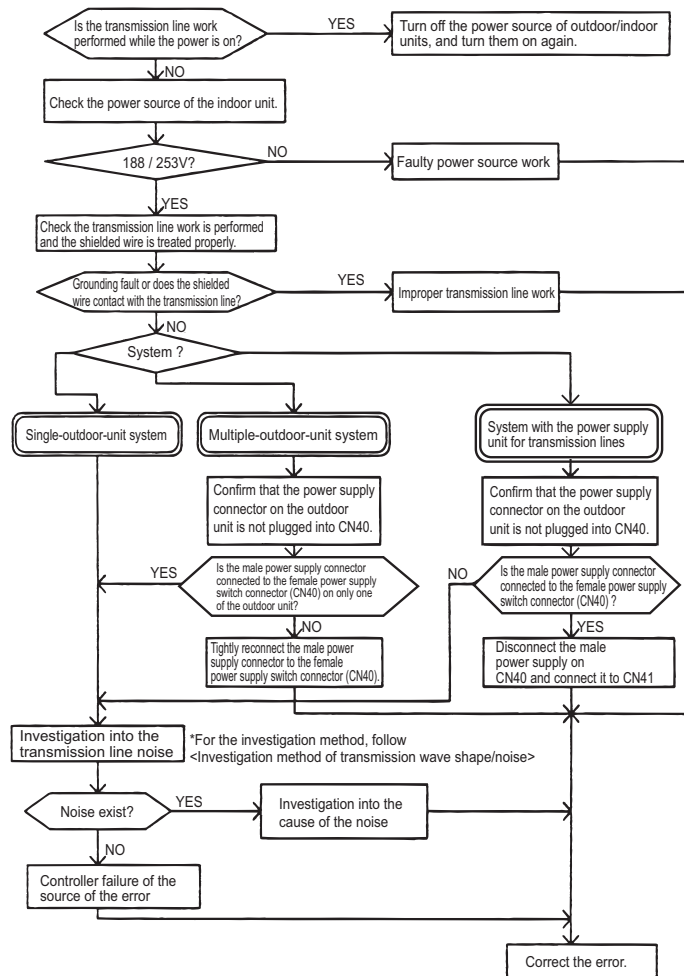 Is the transmission line work
performed while the power is on?
YES
Turn off the power source of outdoor/indoor
units, and turn them on again.
NO
Check the power source of the indoor unit.
188 / 253V?
NO
Faulty power source work
YES
Check the transmission line work is performed
and the shielded wire is treated properly.
Grounding fault or does the shielded
wire contact with the transmission line?
YES
Improper transmission line work
NO
System ?
Single-outdoor-unit system
Multiple-outdoor-unit system
System with the power supply
unit for transmission lines
Confirm that the power supply
connector on the outdoor
unit is not plugged into CN40.
Confirm that the power supply
connector on the outdoor
unit is not plugged into CN40.
YES
Is the male power supply connector
connected to the female power supply
switch connector (CN40) on only one
of the outdoor unit?
NO
Is the male power supply connector
connected to the female power supply
switch connector (CN40) ?
NO
YES
Tightly reconnect the male power
supply connector to the female
power supply switch connector (CN40).
Disconnect the male
power supply on
CN40 and connect it to CN41
Investigation into the
transmission line noise
*For the investigation method, follow
<Investigation method of transmission wave shape/noise>
Noise exist?
YES
Investigation into the
cause of the noise
NO
Controller failure of the
source of the error
Correct the error.